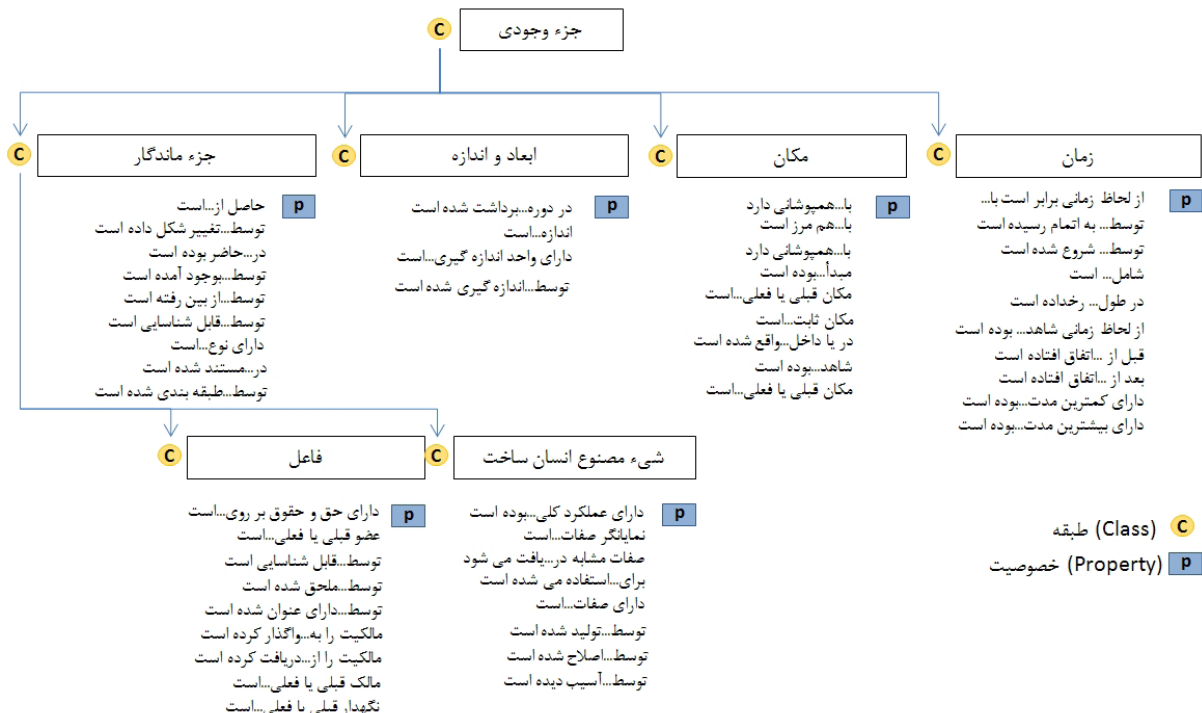 جزء وجودی
C
زمان
C
مکان
C
ابعاد و اندازه
C
جزء ماندگار
C
p
از لحاظ زمانی برابر است با...
توسط... به اتمام رسیده است
توسط... شروع شده است
شامل... است
در طول... رخداده است
از لحاظ زمانی شاهد... بوده است
قبل از ...اتفاق افتاده است
بعد از ...اتفاق افتاده است
دارای کمترین مدت...بوده است
دارای بیشترین مدت...بوده است
p
با...همپوشانی دارد
با...هم مرز است
با...همپوشانی دارد
مبدأ...بوده است
مکان قبلی یا فعلی...است
مکان ثابت...است
در یا داخل...واقع شده است
شاهد...بوده است
مکان قبلی یا فعلی...است
p
در دوره...برداشت شده است
اندازه...است
دارای واحد اندازه گیری...است
توسط...اندازه گیری شده است
p
حاصل از...است
توسط...تغییر شکل داده است
در...حاضر بوده است
توسط...بوجود آمده است
توسط...از بین رفته است
توسط...قابل شناسایی است
دارای نوع...است
در...مستند شده است
توسط...طبقه بندی شده است
شیء مصنوع انسان ساخت
C
فاعل
C
p
دارای عملکرد کلی...بوده است
نمایانگر صفات...است
صفات مشابه در...یافت می شود
برای...استفاده می شده است
دارای صفات...است
توسط...تولید شده است
توسط...اصلاح شده است
توسط...آسیب دیده است
p
دارای حق و حقوق بر روی...است
عضو قبلی یا فعلی...است
توسط...قابل شناسایی است
توسط...ملحق شده است
توسط...دارای عنوان شده است
مالکیت را به...واگذار کرده است
مالکیت را از...دریافت کرده است
مالک قبلی یا فعلی...است
نگهدار قبلی یا فعلی...است
C (Class) طبقه
p (Property) خصوصیت